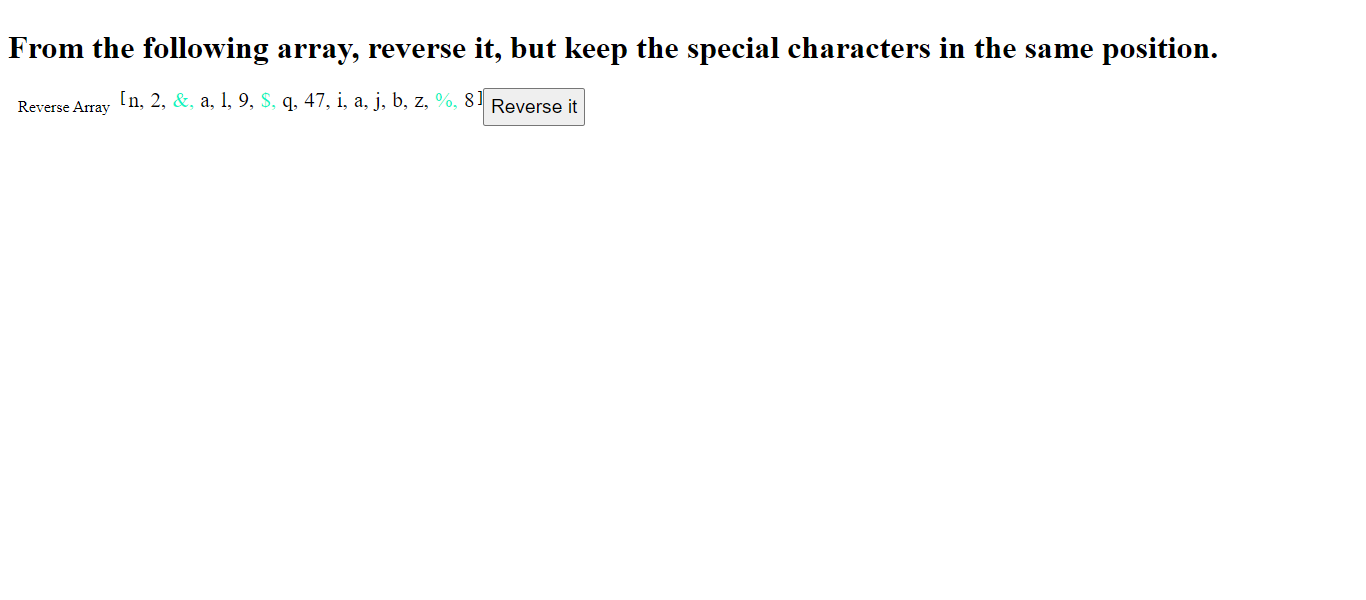 From the following array, reverse it, but keep the special characters in the same position.
Reverse Array [n, 2, &, a, l, 9, $, q, 47, i, a, j, b, z, %, 8] Reverse it